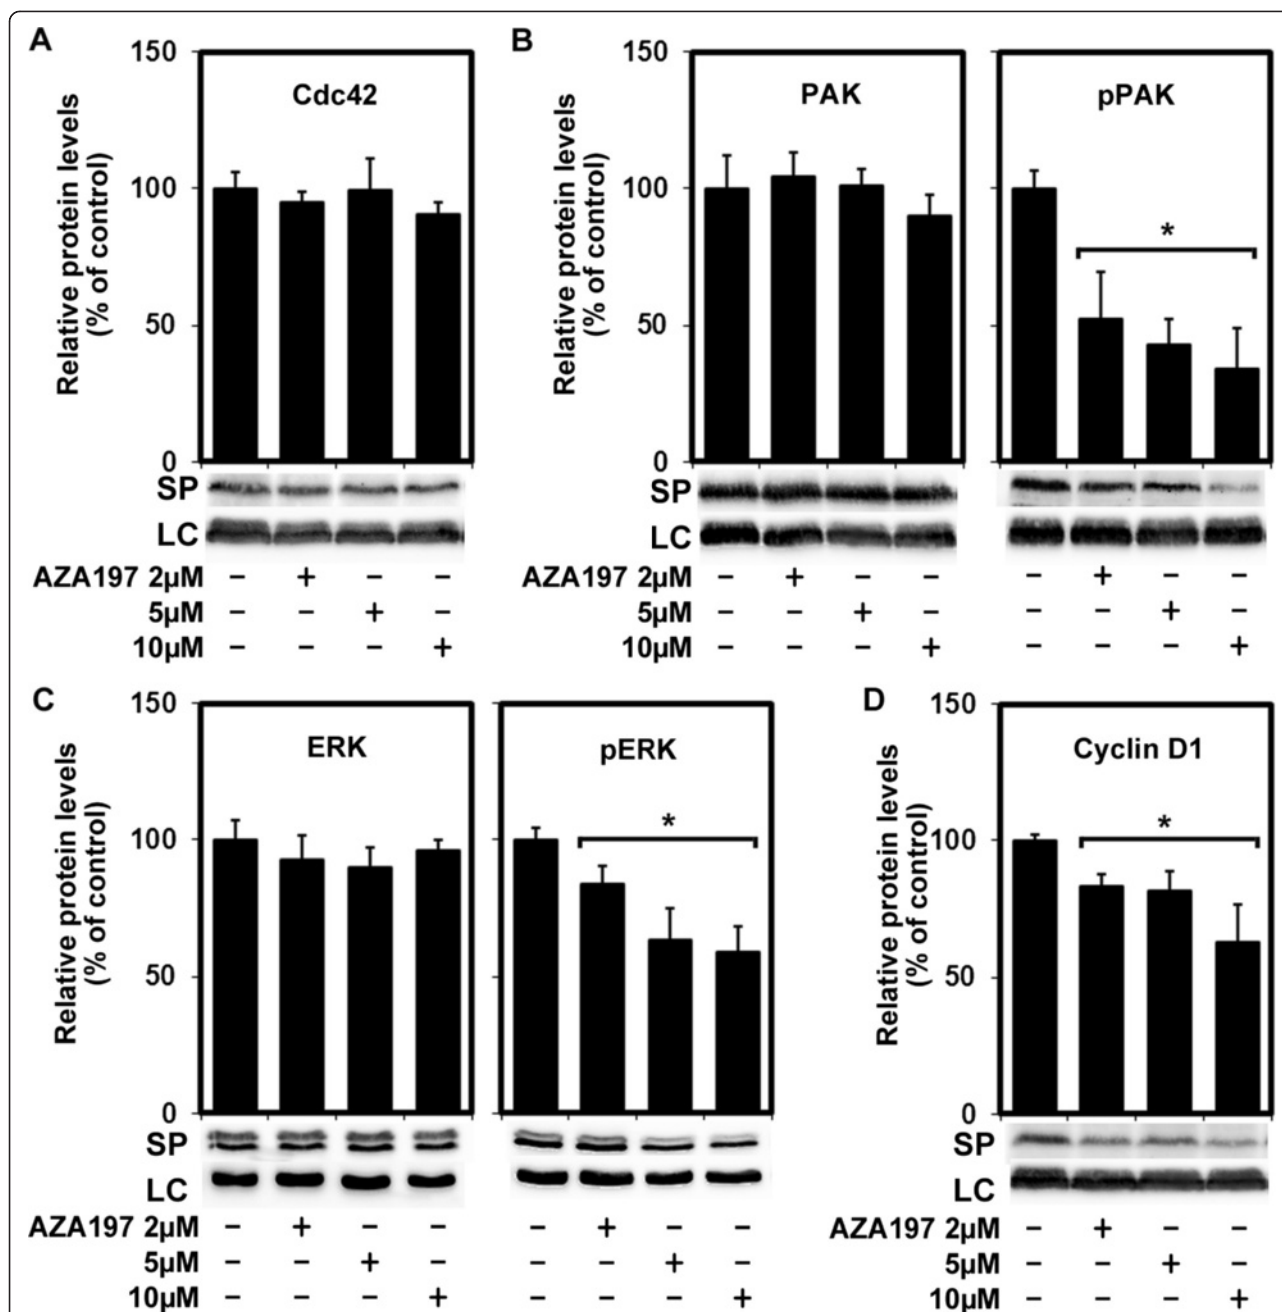 A
150
Cdc42
Relative protein levels
(% of control)
100
50
0
SP
LC
AZA197 2µM – + – –
5µM – – + –
10µM – – – +
B
150
PAK
pPAK
Relative protein levels
(% of control)
100
*
50
0
SP
LC
AZA197 2µM – + – – – + – –
5µM – – + – – – + –
10µM – – – + – – – +
C
150
ERK
pERK
Relative protein levels
(% of control)
100
*
50
0
SP
LC
AZA197 2µM – + – – – + – –
5µM – – + – – – + –
10µM – – – + – – – +
D
150
Cyclin D1
Relative protein levels
(% of control)
100
*
50
0
SP
LC
AZA197 2µM – + – –
5µM – – + –
10µM – – – +